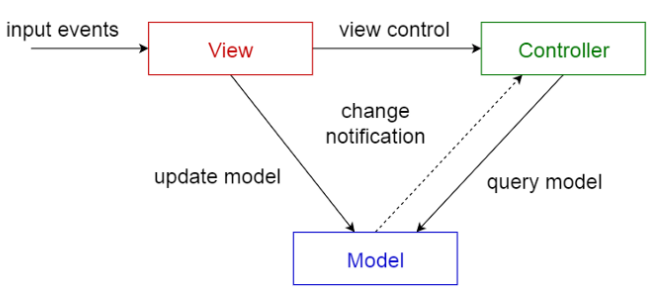 input events
View
view control
Controller
change
notification
update model
query model
Model